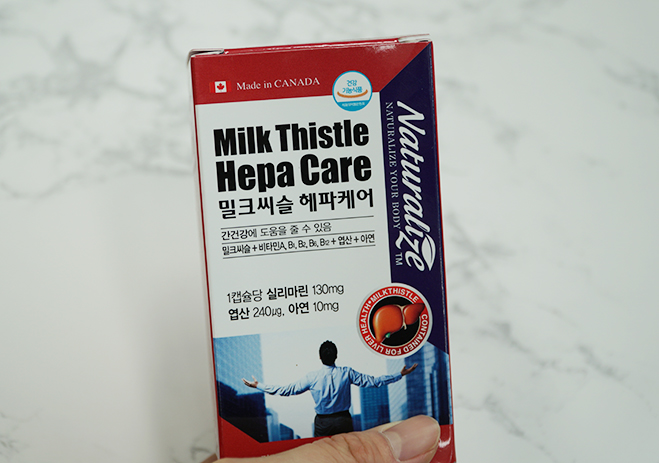 Made in CANADA
건강
기능식품
Milk Thistle
Hepa Care
밀크씨슬 헤파케어
간건강에 도움을 줄 수 있음
밀크씨슬 + 비타민A, B₁, B₂, B₆, B₁₂ + 엽산 + 아연
1캡슐당 실리마린 130mg
엽산 240μg, 아연 10mg
Naturalize™
NATURALIZE YOUR BODY
MILKTHISTLE • CONTAINED FOR LIVER HEALTH •